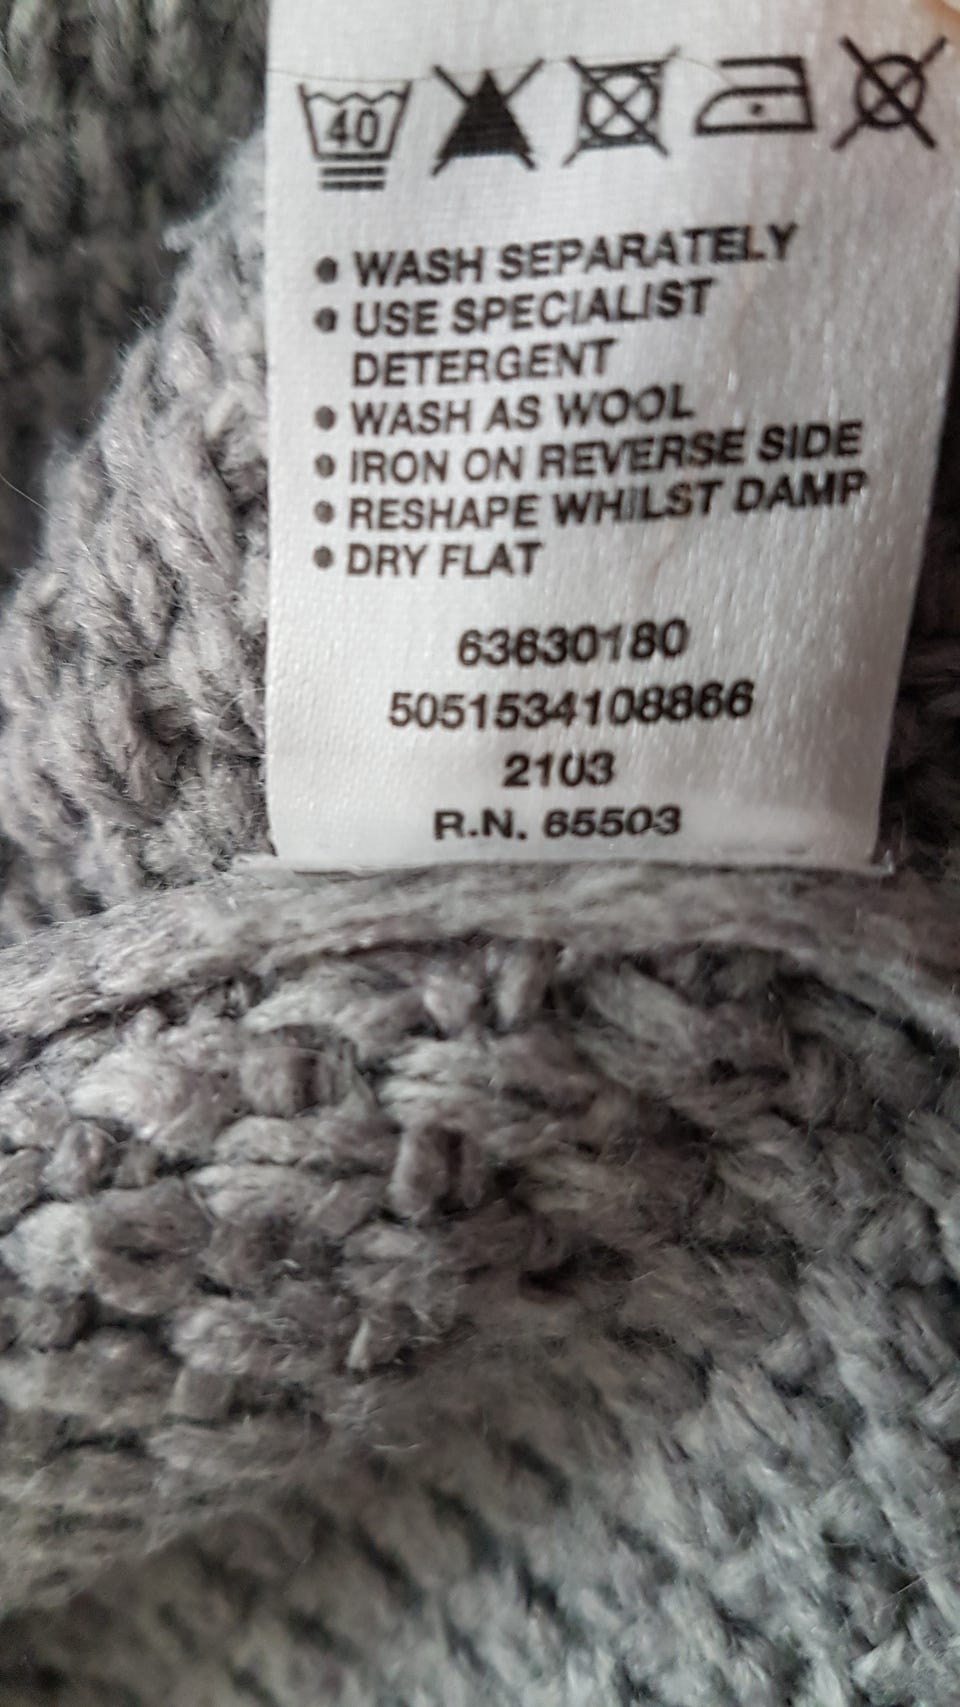 40
• WASH SEPARATELY
• USE SPECIALIST
DETERGENT
• WASH AS WOOL
• IRON ON REVERSE SIDE
• RESHAPE WHILST DAMP
• DRY FLAT
63630180
5051534108866
2103
R.N. 65503